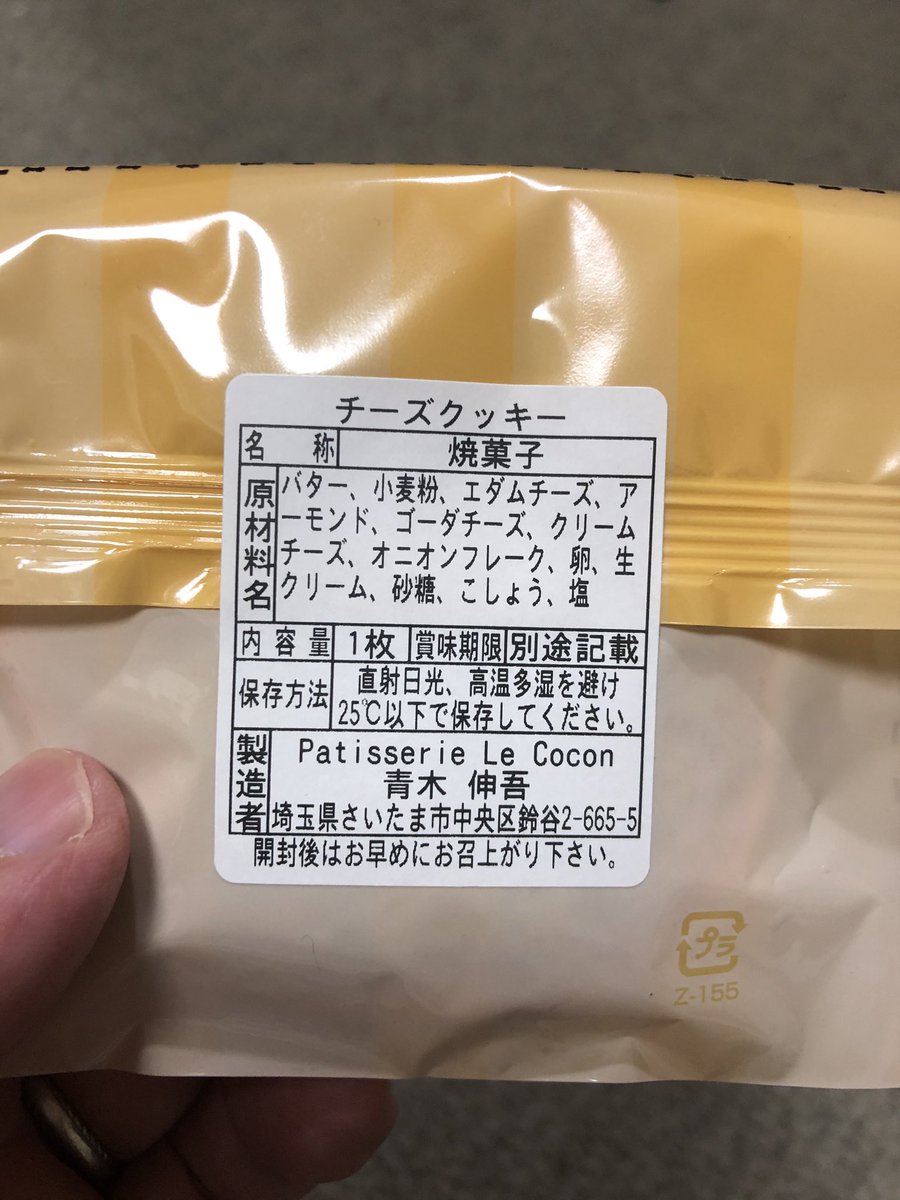 チーズクッキー
名 称 焼菓子
原材料名 バター、小麦粉、エダムチーズ、ア
ーモンド、ゴーダチーズ、クリーム
チーズ、オニオンフレーク、卵、生
クリーム、砂糖、こしょう、塩
内容量 1枚 賞味期限 別途記載
保存方法 直射日光、高温多湿を避け
25℃以下で保存してください。
製造者 Patisserie Le Cocon
青木 伸吾
埼玉県さいたま市中央区鈴谷2-665-5
開封後はお早めにお召上がり下さい。
プラ
Z-155